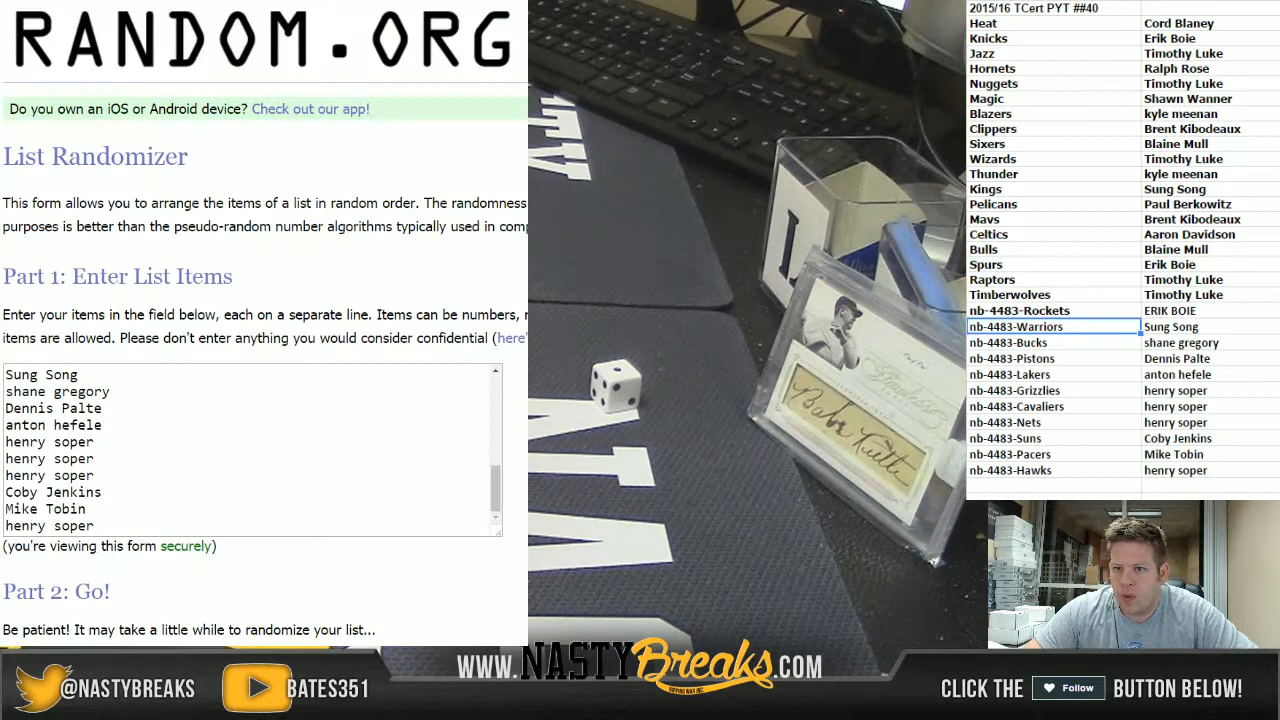 RANDOM.ORG
Do you own an iOS or Android device? Check out our app!
List Randomizer
This form allows you to arrange the items of a list in random order. The randomness
purposes is better than the pseudo-random number algorithms typically used in com
Part 1: Enter List Items
Enter your items in the field below, each on a separate line. Items can be numbers,
items are allowed. Please don't enter anything you would consider confidential (here'
Sung Song
shane gregory
Dennis Palte
anton hefele
henry soper
henry soper
henry soper
Coby Jenkins
Mike Tobin
henry soper
(you're viewing this form securely)
Part 2: Go!
Be patient! It may take a little while to randomize your list...
Babe Ruth
2015/16 TCert PYT ##40
Heat Cord Blaney
Knicks Erik Boie
Jazz Timothy Luke
Hornets Ralph Rose
Nuggets Timothy Luke
Magic Shawn Wanner
Blazers kyle meenan
Clippers Brent Kibodeaux
Sixers Blaine Mull
Wizards Timothy Luke
Thunder kyle meenan
Kings Sung Song
Pelicans Paul Berkowitz
Mavs Brent Kibodeaux
Celtics Aaron Davidson
Bulls Blaine Mull
Spurs Erik Boie
Raptors Timothy Luke
Timberwolves Timothy Luke
nb-4483-Rockets ERIK BOIE
nb-4483-Warriors Sung Song
nb-4483-Bucks shane gregory
nb-4483-Pistons Dennis Palte
nb-4483-Lakers anton hefele
nb-4483-Grizzlies henry soper
nb-4483-Cavaliers henry soper
nb-4483-Nets henry soper
nb-4483-Suns Coby Jenkins
nb-4483-Pacers Mike Tobin
nb-4483-Hawks henry soper
@NASTYBREAKS
BATES351
WWW.NASTYBreaks.COM
RIPPING WAX INC.
CLICK THE Follow BUTTON BELOW!